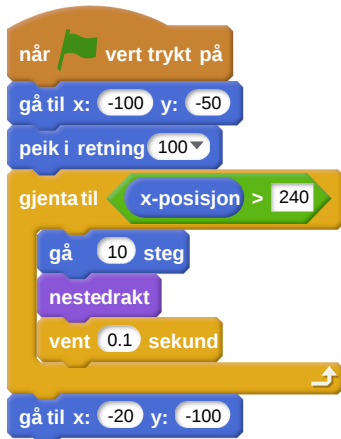 når vert trykt på
gå til x: -100 y: -50
peik i retning 100
gjenta til x-posisjon > 240
gå 10 steg
nestedrakt
vent 0.1 sekund
gå til x: -20 y: -100